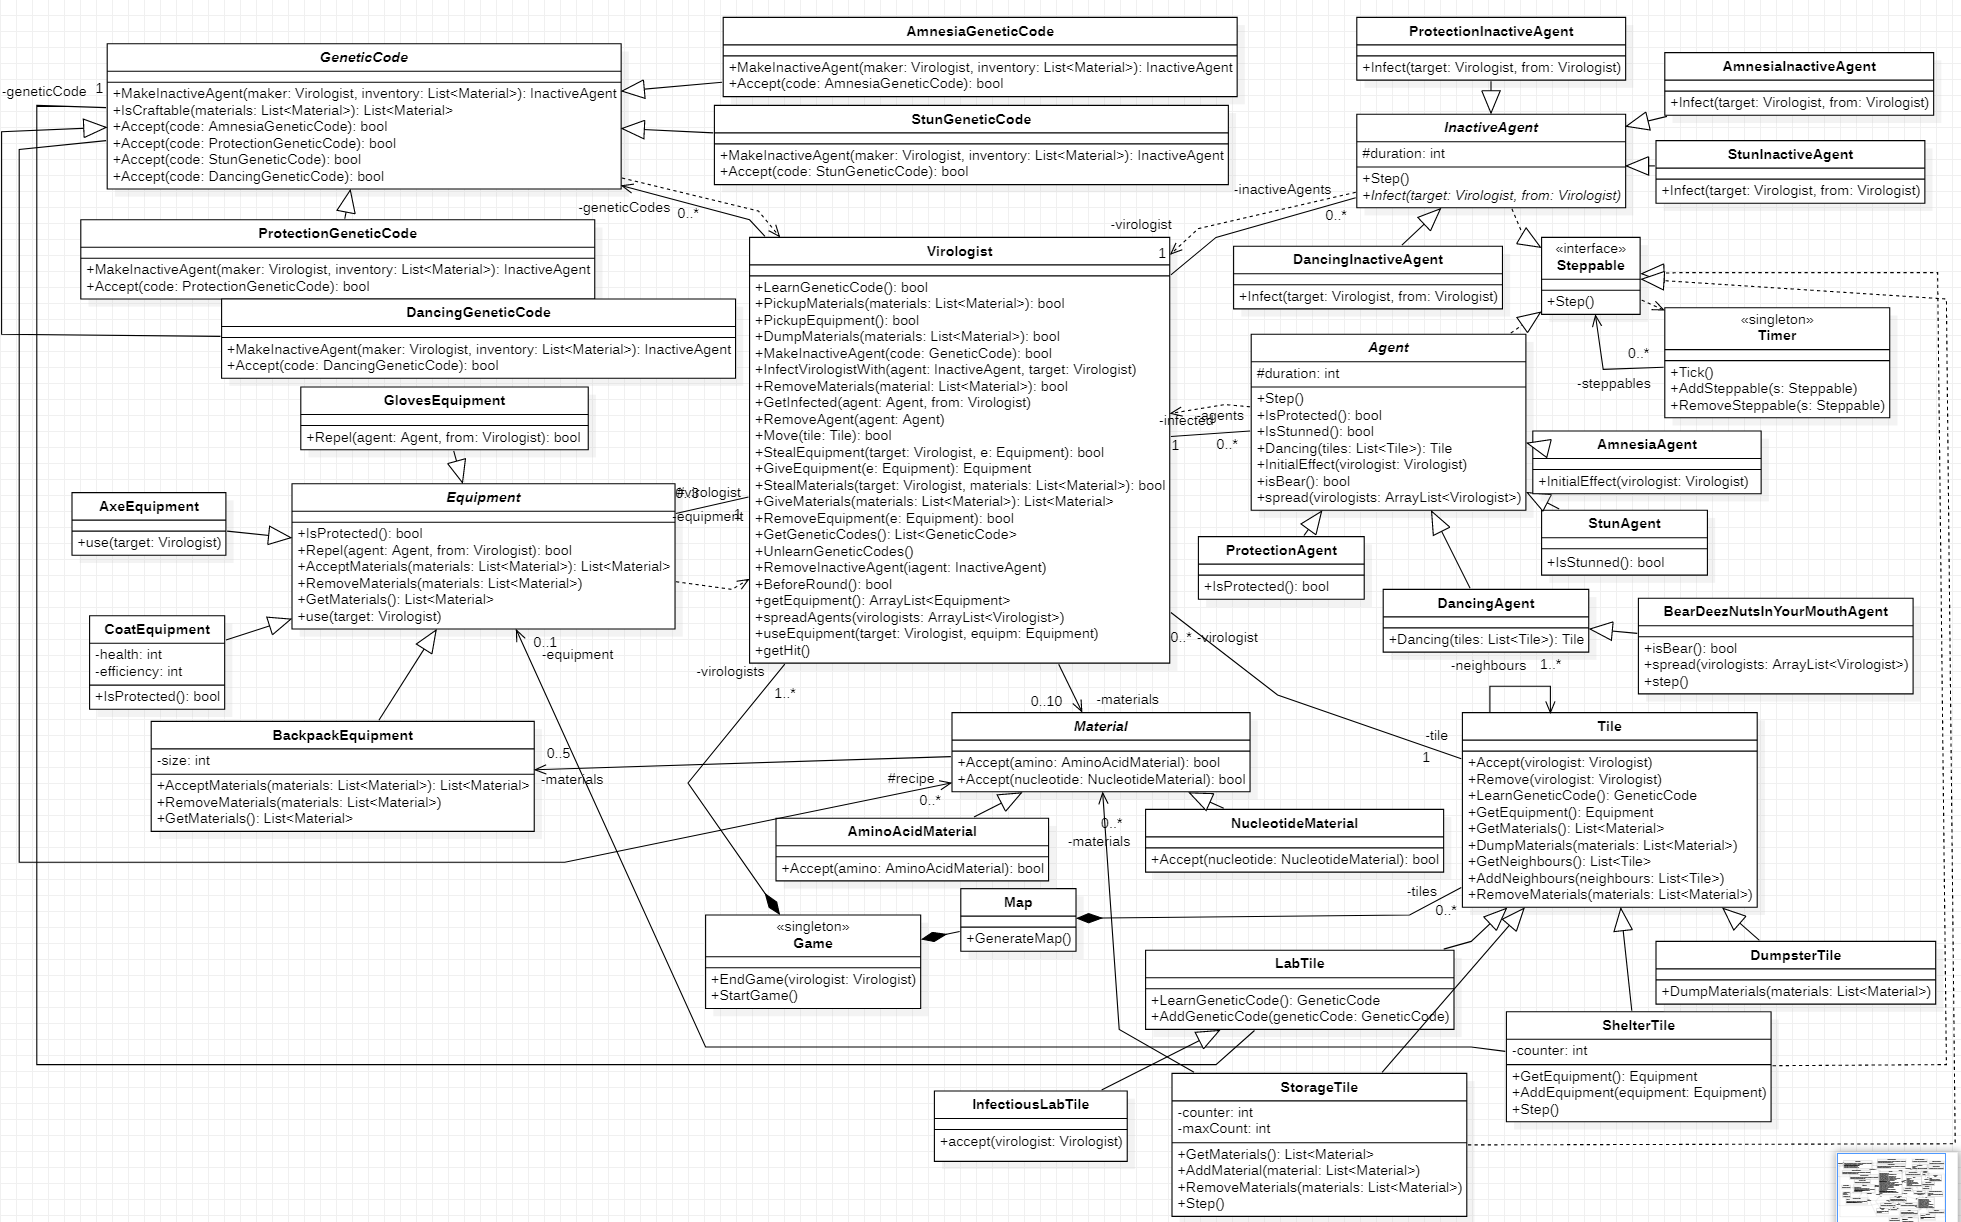 GeneticCode
+MakeInactiveAgent(maker: Virologist, inventory: List<Material>): InactiveAgent
+IsCraftable(materials: List<Material>): List<Material>
+Accept(code: AmnesiaGeneticCode): bool
+Accept(code: ProtectionGeneticCode): bool
+Accept(code: StunGeneticCode): bool
+Accept(code: DancingGeneticCode): bool
-geneticCode
1
AmnesiaGeneticCode
+MakeInactiveAgent(maker: Virologist, inventory: List<Material>): InactiveAgent
+Accept(code: AmnesiaGeneticCode): bool
StunGeneticCode
+MakeInactiveAgent(maker: Virologist, inventory: List<Material>): InactiveAgent
+Accept(code: StunGeneticCode): bool
ProtectionInactiveAgent
+Infect(target: Virologist, from: Virologist)
AmnesiaInactiveAgent
+Infect(target: Virologist, from: Virologist)
InactiveAgent
#duration: int
+Step()
+Infect(target: Virologist, from: Virologist)
StunInactiveAgent
+Infect(target: Virologist, from: Virologist)
-inactiveAgents
0..*
-virologist
1
-geneticCodes
0..*
ProtectionGeneticCode
+MakeInactiveAgent(maker: Virologist, inventory: List<Material>): InactiveAgent
+Accept(code: ProtectionGeneticCode): bool
DancingGeneticCode
+MakeInactiveAgent(maker: Virologist, inventory: List<Material>): InactiveAgent
+Accept(code: DancingGeneticCode): bool
Virologist
+LearnGeneticCode(): bool
+PickupMaterials(materials: List<Material>): bool
+PickupEquipment(): bool
+DumpMaterials(materials: List<Material>): bool
+MakeInactiveAgent(code: GeneticCode): bool
+InfectVirologistWith(agent: InactiveAgent, target: Virologist)
+RemoveMaterials(material: List<Material>): bool
+GetInfected(agent: Agent, from: Virologist)
+RemoveAgent(agent: Agent)
+Move(tile: Tile): bool
+StealEquipment(target: Virologist, e: Equipment): bool
+GiveEquipment(e: Equipment): Equipment
+StealMaterials(target: Virologist, materials: List<Material>): bool
+GiveMaterials(materials: List<Material>): List<Material>
+RemoveEquipment(e: Equipment): bool
+GetGeneticCodes(): List<GeneticCode>
+UnlearnGeneticCodes()
+RemoveInactiveAgent(iagent: InactiveAgent)
+BeforeRound(): bool
+getEquipment(): ArrayList<Equipment>
+spreadAgents(virologists: ArrayList<Virologist>)
+useEquipment(target: Virologist, equipm: Equipment)
+getHit()
DancingInactiveAgent
+Infect(target: Virologist, from: Virologist)
«interface»
Steppable
+Step()
«singleton»
Timer
+Tick()
+AddSteppable(s: Steppable)
+RemoveSteppable(s: Steppable)
0..*
-steppables
Agent
#duration: int
+Step()
+IsProtected(): bool
+IsStunned(): bool
+Dancing(tiles: List<Tile>): Tile
+InitialEffect(virologist: Virologist)
+isBear(): bool
+spread(virologists: ArrayList<Virologist>)
-agents
-infected
1
0..*
AmnesiaAgent
+InitialEffect(virologist: Virologist)
StunAgent
+IsStunned(): bool
ProtectionAgent
+IsProtected(): bool
DancingAgent
+Dancing(tiles: List<Tile>): Tile
BearDeezNutsInYourMouthAgent
+isBear(): bool
+spread(virologists: ArrayList<Virologist>)
+step()
GlovesEquipment
+Repel(agent: Agent, from: Virologist): bool
AxeEquipment
+use(target: Virologist)
Equipment
+IsProtected(): bool
+Repel(agent: Agent, from: Virologist): bool
+AcceptMaterials(materials: List<Material>): List<Material>
+RemoveMaterials(materials: List<Material>)
+GetMaterials(): List<Material>
+use(target: Virologist)
#virologist
-equipment
1
CoatEquipment
-health: int
-efficiency: int
+IsProtected(): bool
0..1
-equipment
BackpackEquipment
-size: int
+AcceptMaterials(materials: List<Material>): List<Material>
+RemoveMaterials(materials: List<Material>)
+GetMaterials(): List<Material>
0..5
-materials
-virologists
1..*
0..10
-materials
Material
+Accept(amino: AminoAcidMaterial): bool
+Accept(nucleotide: NucleotideMaterial): bool
#recipe
0..*
AminoAcidMaterial
+Accept(amino: AminoAcidMaterial): bool
NucleotideMaterial
+Accept(nucleotide: NucleotideMaterial): bool
0..*
-materials
0..*
-virologist
-tile
1
-neighbours
1..*
Tile
+Accept(virologist: Virologist)
+Remove(virologist: Virologist)
+LearnGeneticCode(): GeneticCode
+GetEquipment(): Equipment
+GetMaterials(): List<Material>
+DumpMaterials(materials: List<Material>)
+GetNeighbours(): List<Tile>
+AddNeighbours(neighbours: List<Tile>)
+RemoveMaterials(materials: List<Material>)
-tiles
0..*
«singleton»
Game
+EndGame(virologist: Virologist)
+StartGame()
Map
+GenerateMap()
LabTile
+LearnGeneticCode(): GeneticCode
+AddGeneticCode(geneticCode: GeneticCode)
DumpsterTile
+DumpMaterials(materials: List<Material>)
ShelterTile
-counter: int
+GetEquipment(): Equipment
+AddEquipment(equipment: Equipment)
+Step()
InfectiousLabTile
+accept(virologist: Virologist)
StorageTile
-counter: int
-maxCount: int
+GetMaterials(): List<Material>
+AddMaterial(material: List<Material>)
+RemoveMaterials(materials: List<Material>)
+Step()